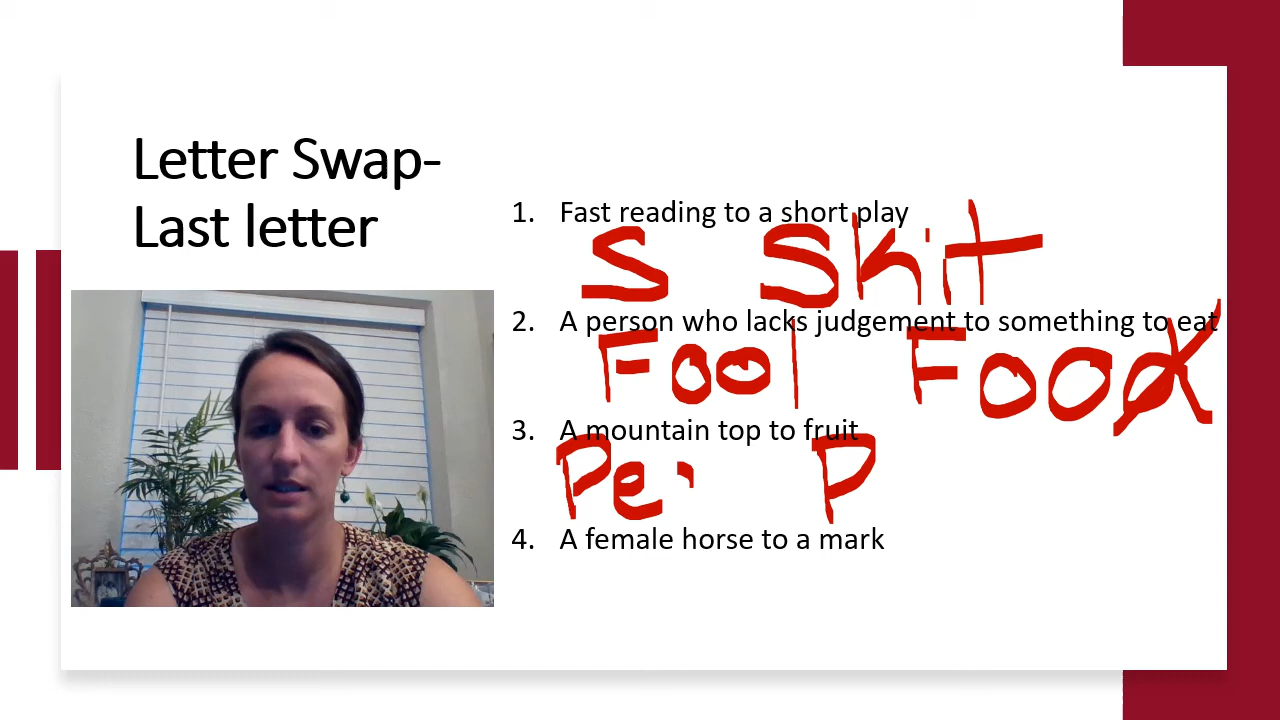 Letter Swap-
Last letter
1. Fast reading to a short play
S Skit
2. A person who lacks judgement to something to eat
Fool Food
3. A mountain top to fruit
Pe P
4. A female horse to a mark